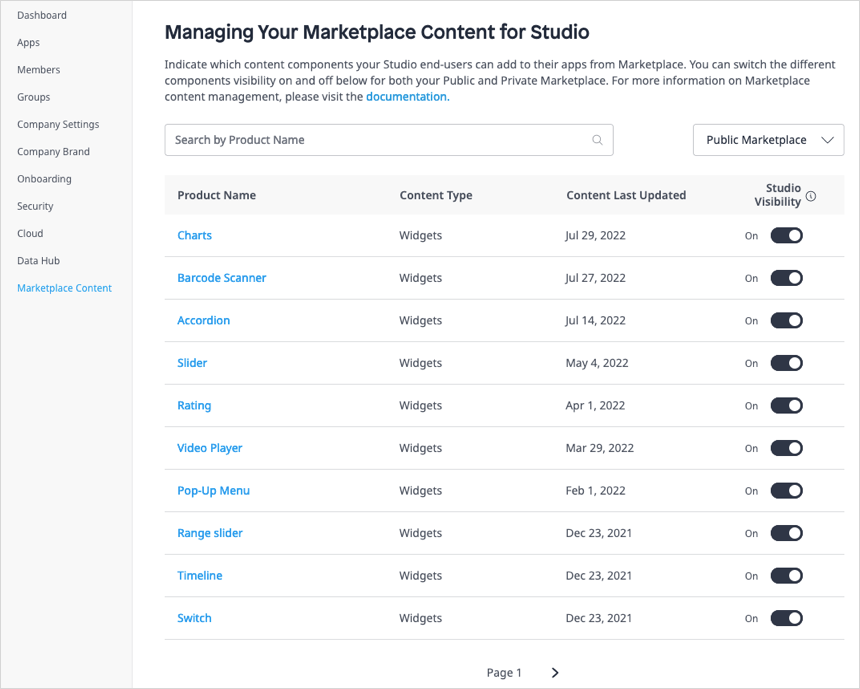 Dashboard
Apps
Members
Groups
Company Settings
Company Brand
Onboarding
Security
Cloud
Data Hub
Marketplace Content
Managing Your Marketplace Content for Studio
Indicate which content components your Studio end-users can add to their apps from Marketplace. You can switch the different
components visibility on and off below for both your Public and Private Marketplace. For more information on Marketplace
content management, please visit the documentation.
Search by Product Name
Public Marketplace
Product Name Content Type Content Last Updated Studio Visibility
Charts Widgets Jul 29, 2022 On
Barcode Scanner Widgets Jul 27, 2022 On
Accordion Widgets Jul 14, 2022 On
Slider Widgets May 4, 2022 On
Rating Widgets Apr 1, 2022 On
Video Player Widgets Mar 29, 2022 On
Pop-Up Menu Widgets Feb 1, 2022 On
Range slider Widgets Dec 23, 2021 On
Timeline Widgets Dec 23, 2021 On
Switch Widgets Dec 23, 2021 On
Page 1